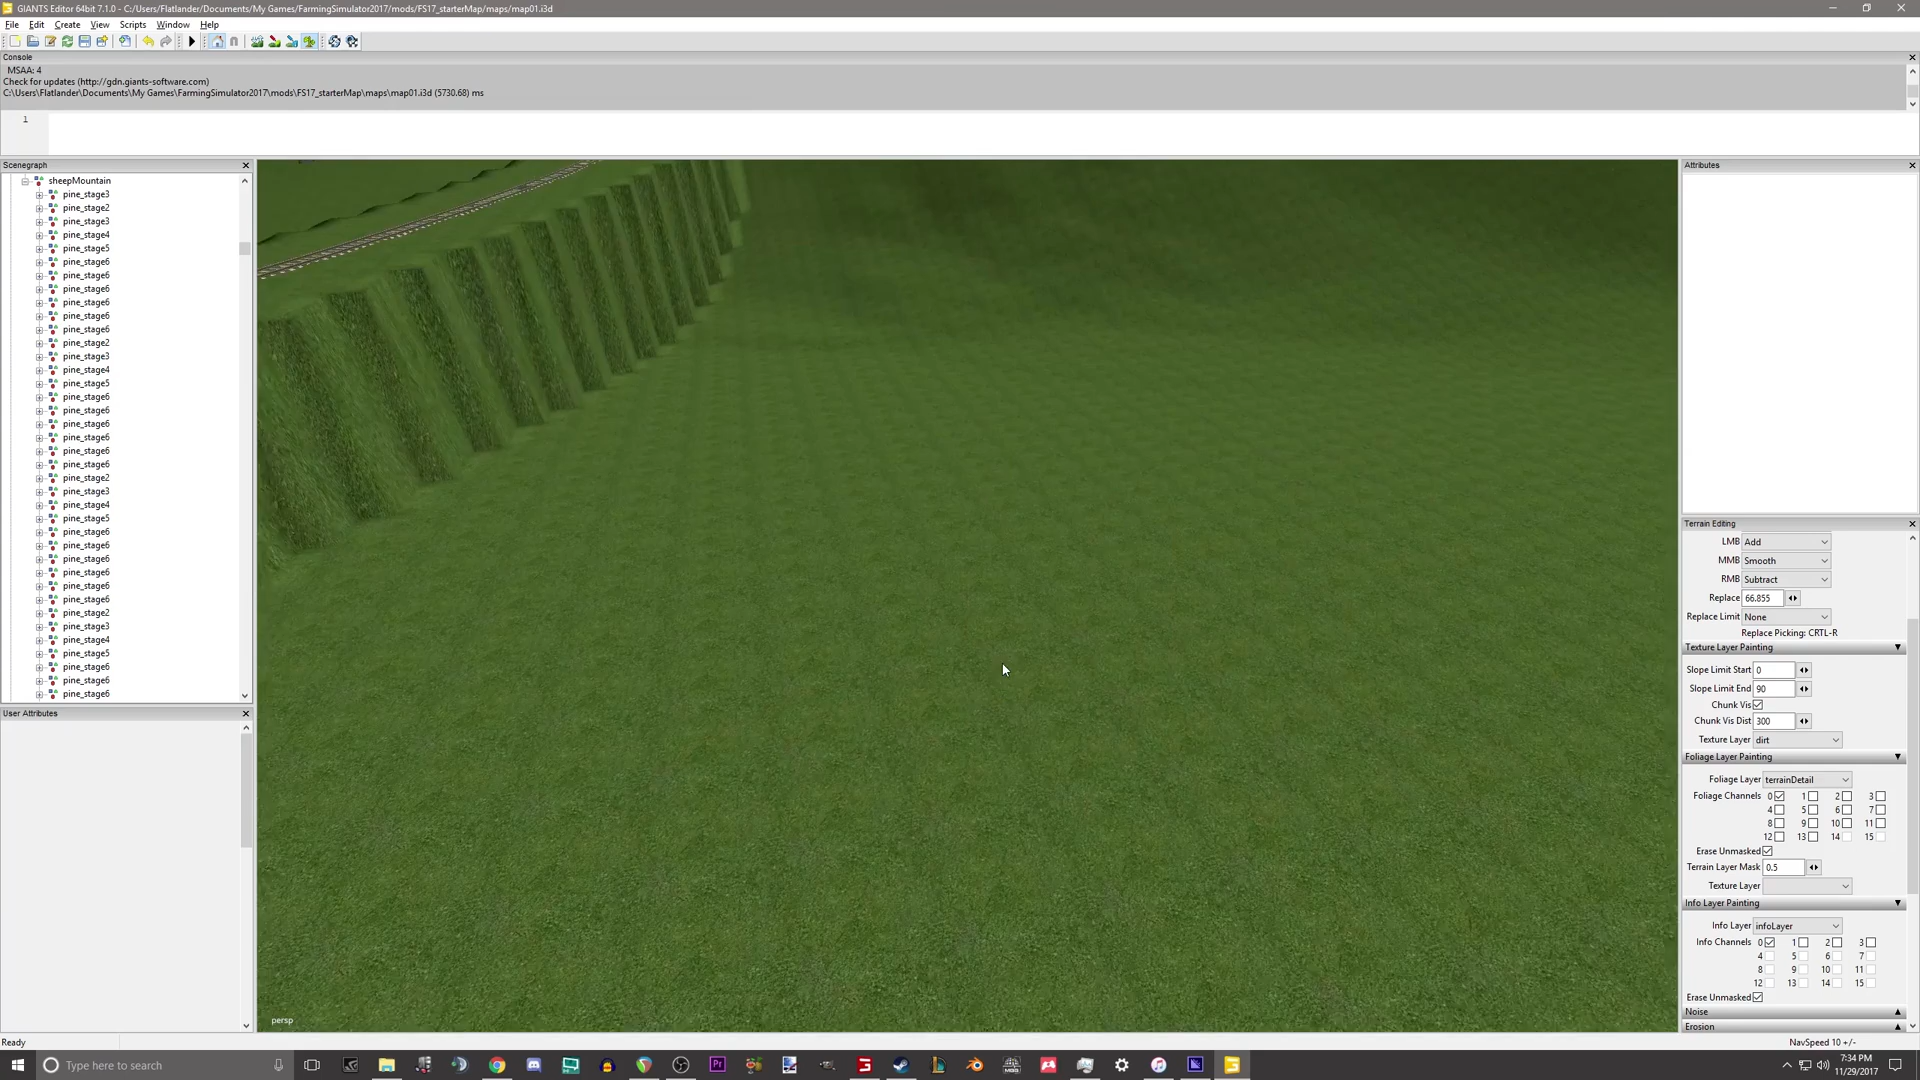 GIANTS Editor 64bit 7.1.0 - C:/Users/Flatlander/Documents/My Games/FarmingSimulator2017/mods/FS17_starterMap/maps/map01.i3d
File Edit Create View Scripts Window Help
Console
MSAA: 4
Check for updates (http://gdn.giants-software.com)
C:\Users\Flatlander\Documents\My Games\FarmingSimulator2017\mods\FS17_starterMap\maps\map01.i3d (5730.68) ms
1
Scenegraph
sheepMountain
pine_stage3
pine_stage2
pine_stage3
pine_stage4
pine_stage5
pine_stage6
pine_stage6
pine_stage6
pine_stage6
pine_stage6
pine_stage6
pine_stage2
pine_stage3
pine_stage4
pine_stage5
pine_stage6
pine_stage6
pine_stage6
pine_stage6
pine_stage6
pine_stage6
pine_stage2
pine_stage3
pine_stage4
pine_stage5
pine_stage6
pine_stage6
pine_stage6
pine_stage6
pine_stage6
pine_stage6
pine_stage2
pine_stage3
pine_stage4
pine_stage5
pine_stage6
pine_stage6
pine_stage6
User Attributes
persp
Attributes
Terrain Editing
LMB Add
MMB Smooth
RMB Subtract
Replace 66.855
Replace Limit None
Replace Picking: CRTL-R
Texture Layer Painting
Slope Limit Start 0
Slope Limit End 90
Chunk Vis
Chunk Vis Dist 300
Texture Layer dirt
Foliage Layer Painting
Foliage Layer terrainDetail
Foliage Channels 0 1 2 3
4 5 6 7
8 9 10 11
12 13 14 15
Erase Unmasked
Terrain Layer Mask 0.5
Texture Layer
Info Layer Painting
Info Layer infoLayer
Info Channels 0 1 2 3
4 5 6 7
8 9 10 11
12 13 14 15
Erase Unmasked
Noise
Erosion
Ready
NavSpeed 10 +/-
Type here to search
7:34 PM
11/29/2017